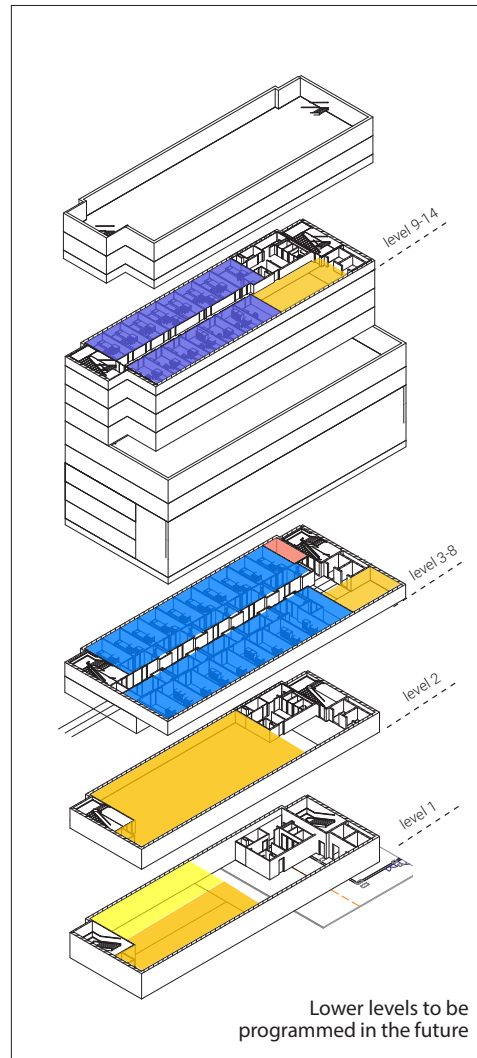 level 9-14
level 3-8
level 2
level 1
Lower levels to be
programmed in the future